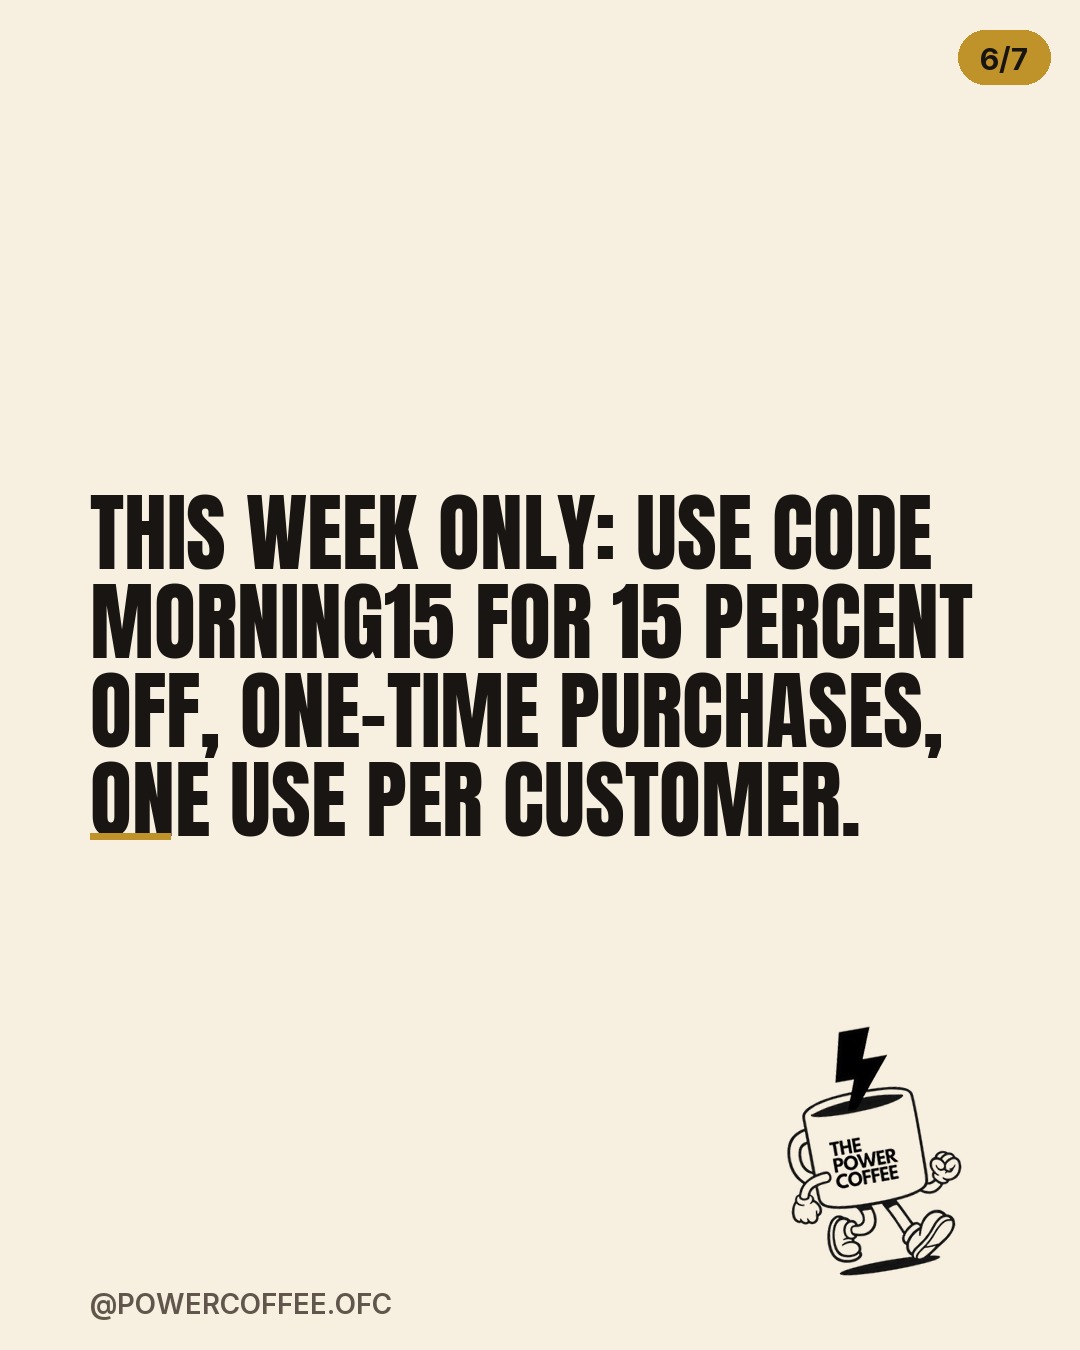 6/7
THIS WEEK ONLY: USE CODE
MORNING15 FOR 15 PERCENT
OFF, ONE-TIME PURCHASES,
ONE USE PER CUSTOMER.
THE
POWER
COFFEE
@POWERCOFFEE.OFC